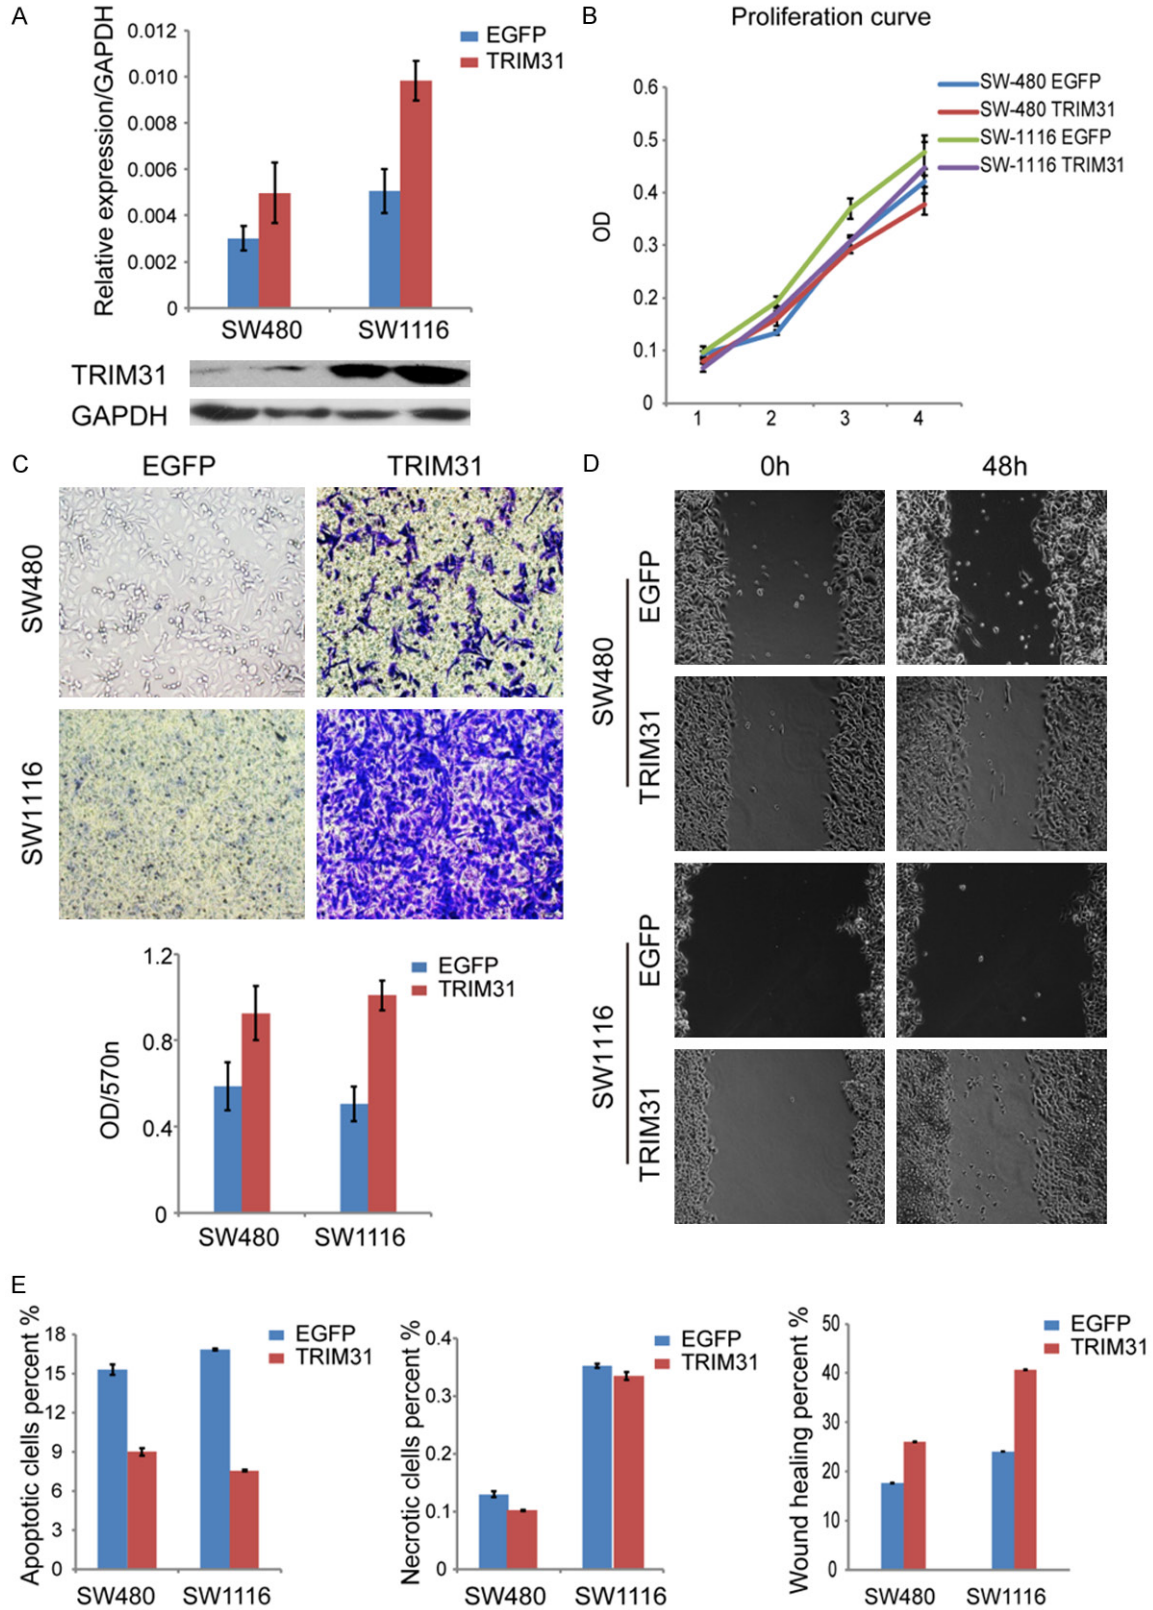 A
Relative expression/GAPDH
0.012
0.010
0.008
0.006
0.004
0.002
0
EGFP
TRIM31
SW480
SW1116
TRIM31
GAPDH
B
Proliferation curve
OD
0.6
0.5
0.4
0.3
0.2
0.1
0
1
2
3
4
SW-480 EGFP
SW-480 TRIM31
SW-1116 EGFP
SW-1116 TRIM31
C
EGFP
TRIM31
SW480
SW1116
OD/570n
1.2
0.8
0.4
0
EGFP
TRIM31
SW480
SW1116
D
0h
48h
SW480
EGFP
TRIM31
SW1116
EGFP
TRIM31
E
Apoptotic clells percent %
18
15
12
9
6
3
0
EGFP
TRIM31
SW480
SW1116
Necrotic clells percent %
0.4
0.3
0.2
0.1
0
EGFP
TRIM31
SW480
SW1116
Wound healing percent %
50
40
30
20
10
0
EGFP
TRIM31
SW480
SW1116